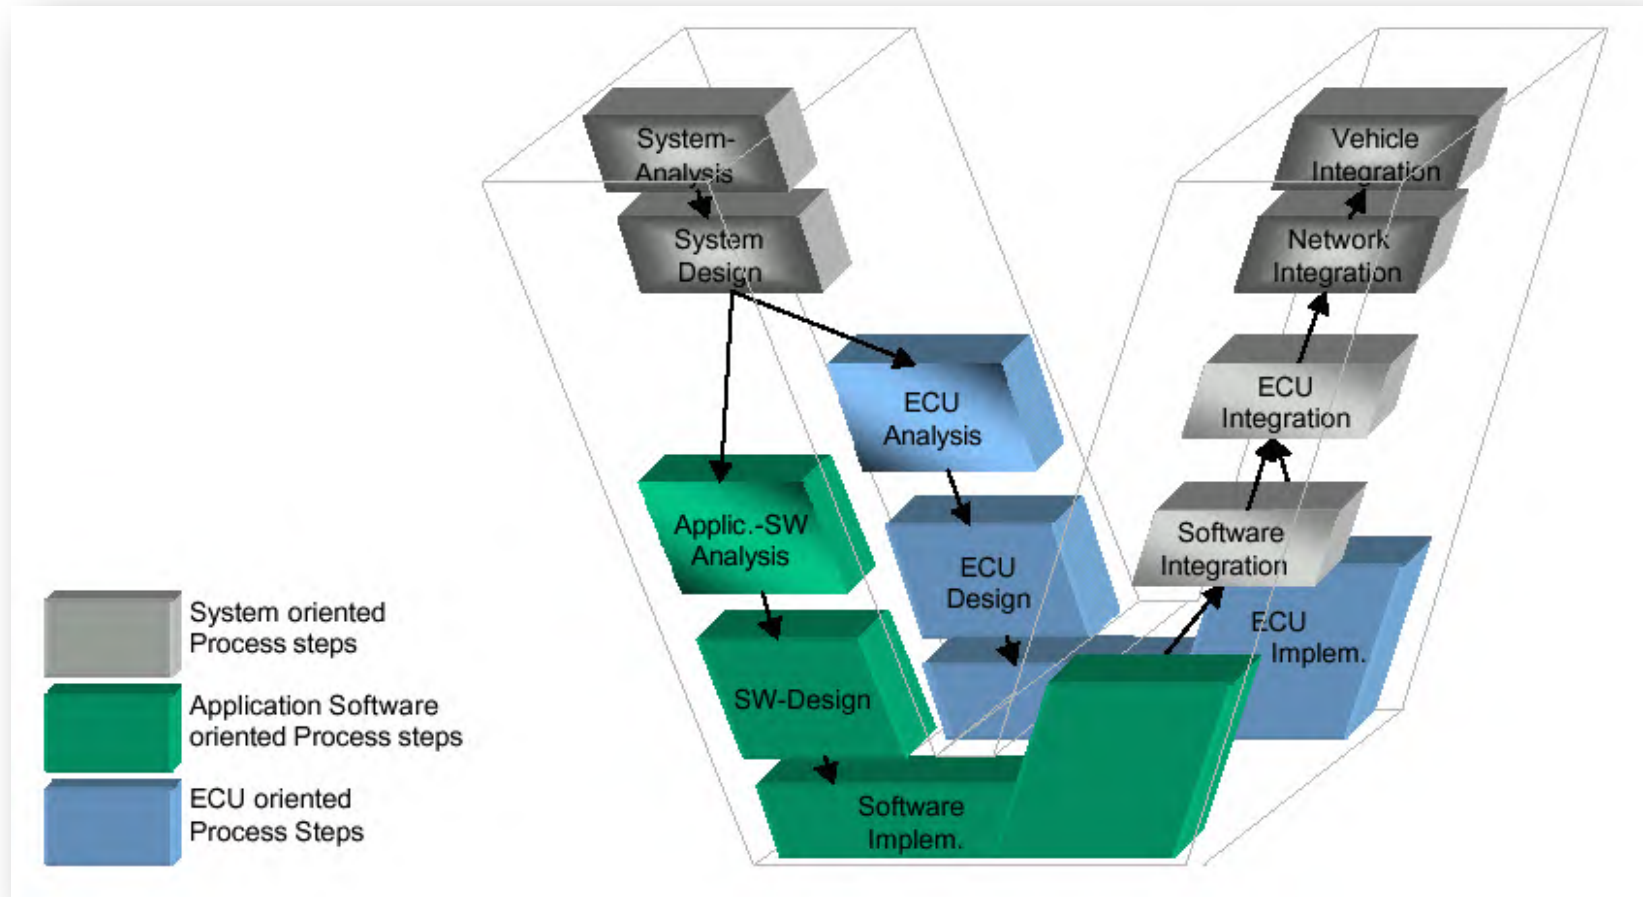 System-
Analysis
System
Design
ECU
Analysis
Applic.-SW
Analysis
ECU
Design
SW-Design
Software
Implem.
Vehicle
Integration
Network
Integration
ECU
Integration
Software
Integration
ECU
Implem.
System oriented
Process steps
Application Software
oriented Process steps
ECU oriented
Process Steps